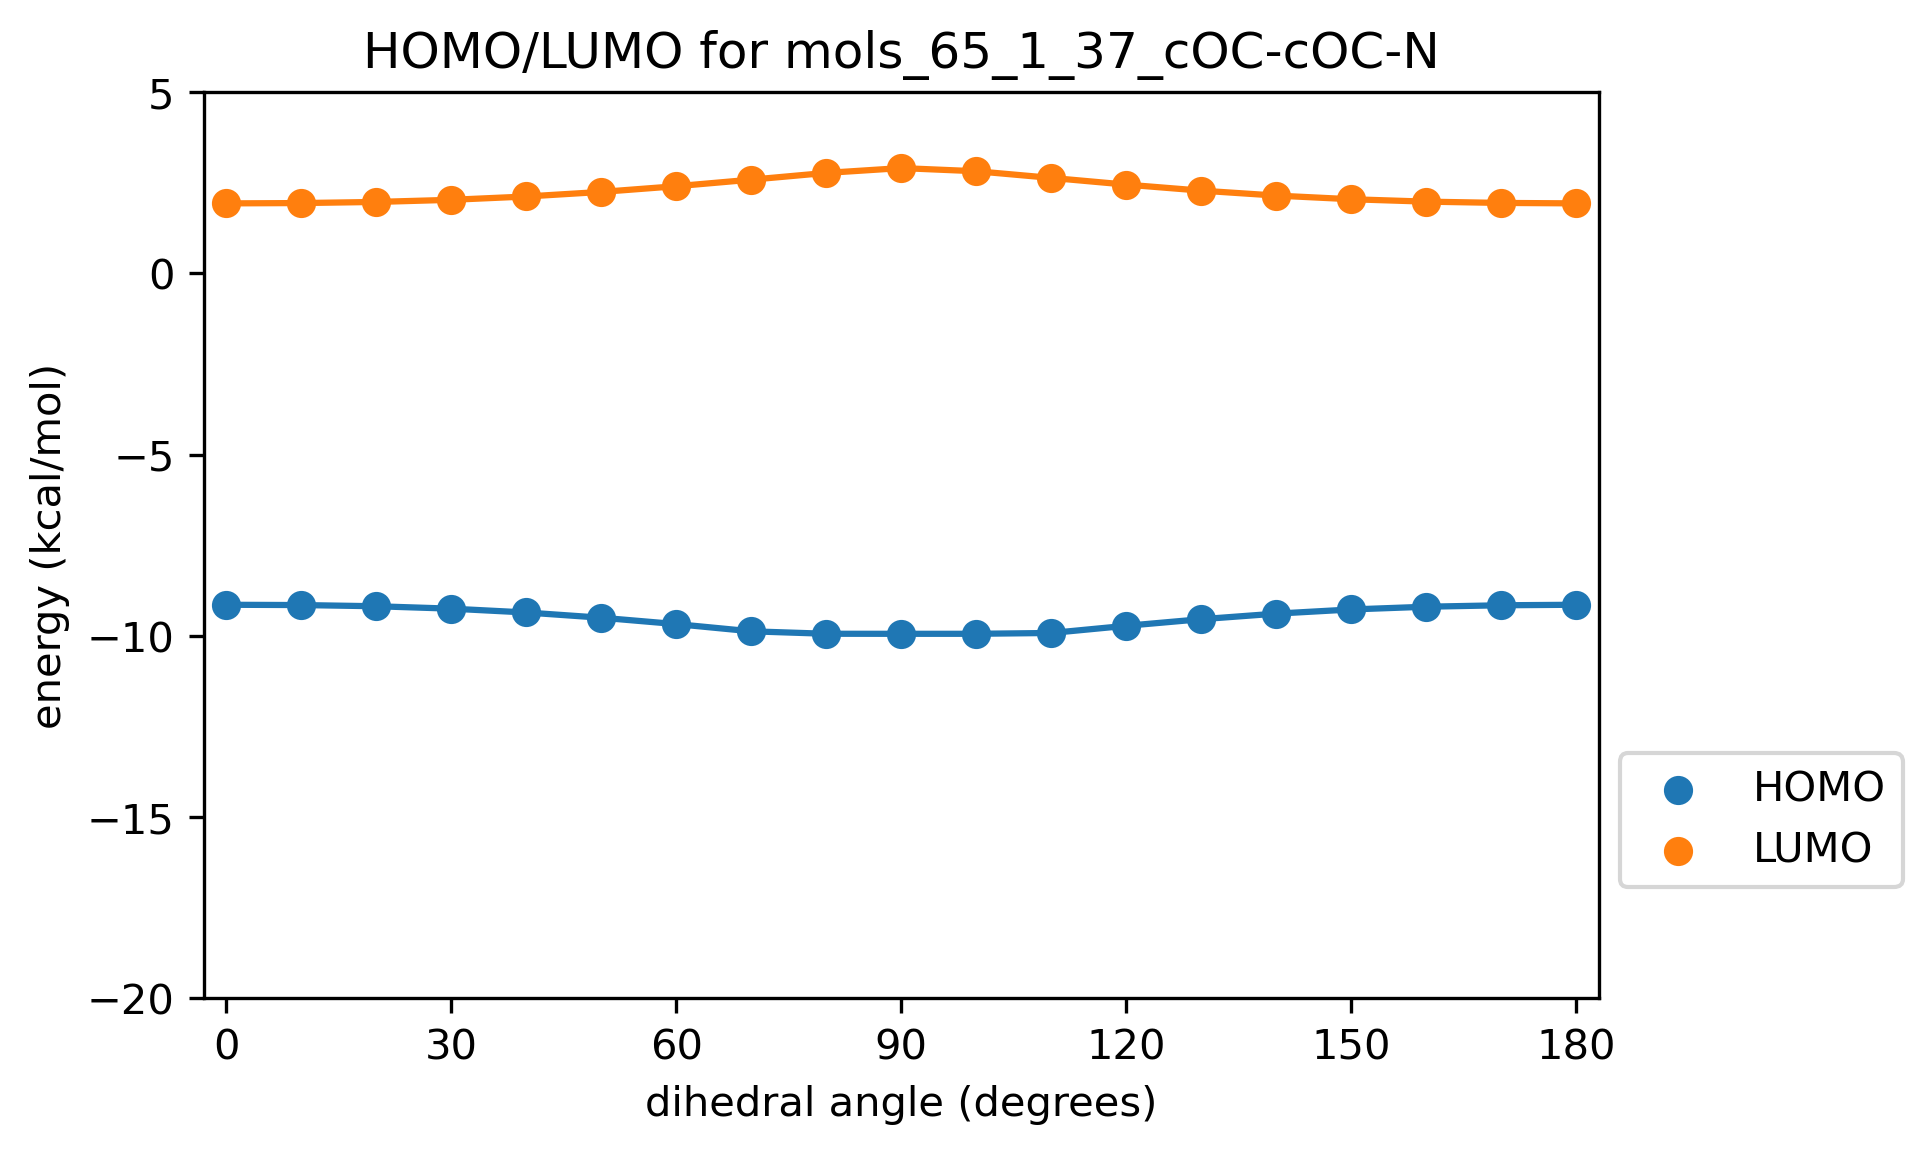 HOMO/LUMO for mols_65_1_37_cOC-cOC-N
5
0
−5
−10
−15
−20
energy (kcal/mol)
0 30 60 90 120 150 180
dihedral angle (degrees)
HOMO
LUMO